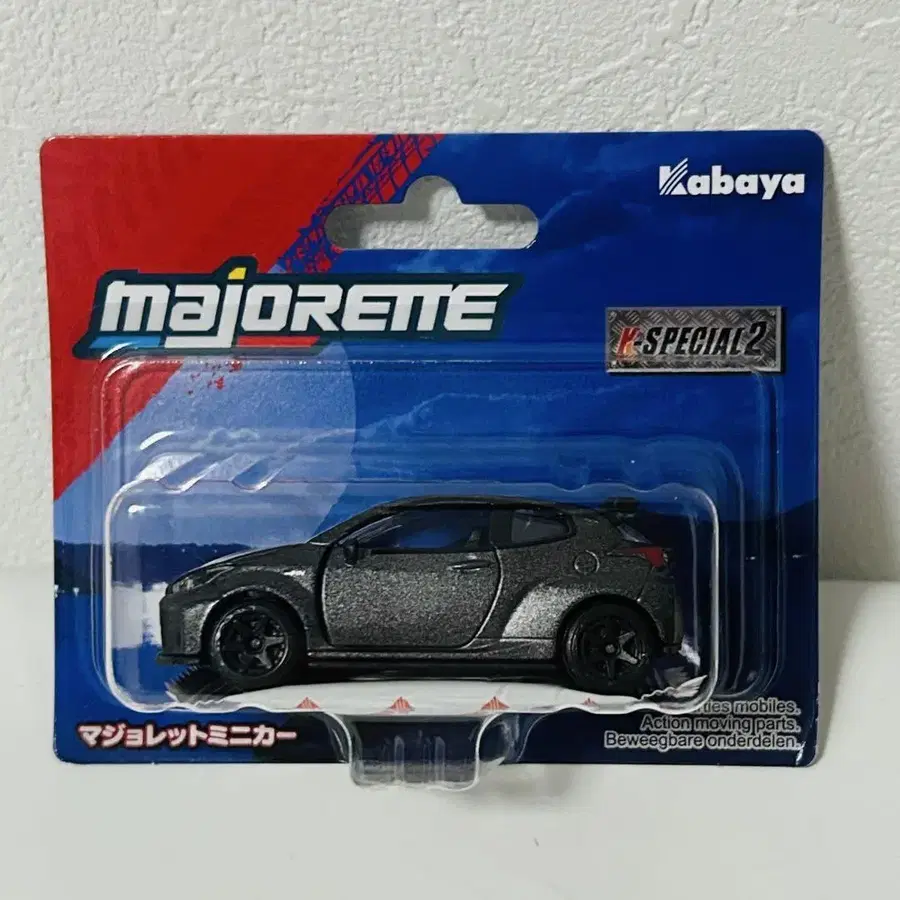 Kabaya
majorette
K-SPECIAL 2
マジョレットミニカー
mobiles.
Action moving parts.
Beweegbare onderdelen.